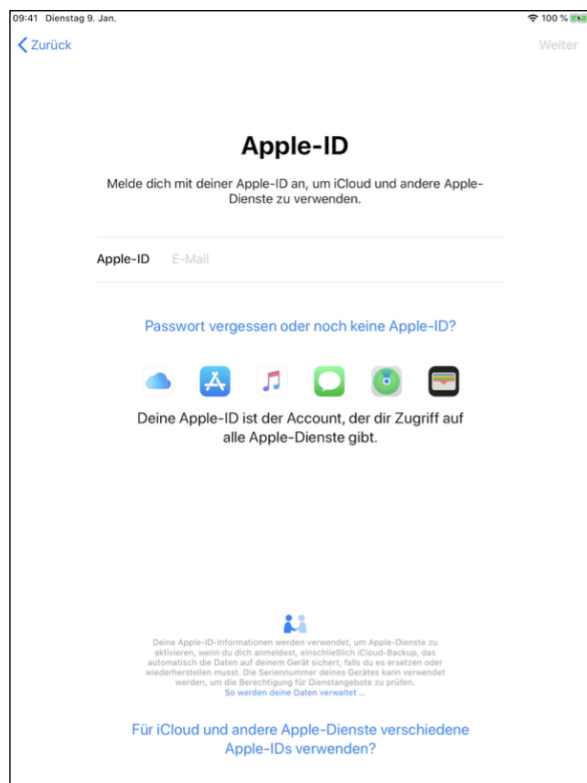 09:41 Dienstag 9. Jan.
100 %
Zurück
Weiter
Apple-ID
Melde dich mit deiner Apple-ID an, um iCloud und andere Apple-
Dienste zu verwenden.
Apple-ID E-Mail
Passwort vergessen oder noch keine Apple-ID?
Deine Apple-ID ist der Account, der dir Zugriff auf
alle Apple-Dienste gibt.
Deine Apple-ID-Informationen werden verwendet, um Apple-Dienste zu
aktivieren, wenn du dich anmeldest, einschließlich iCloud-Backup, das
automatisch die Daten auf deinem Gerät sichert, falls du es ersetzen oder
wiederherstellen musst. Die Seriennummer deines Gerätes kann verwendet
werden, um die Berechtigung für Dienstangebote zu prüfen.
So werden deine Daten verwaltet ...
Für iCloud und andere Apple-Dienste verschiedene
Apple-IDs verwenden?